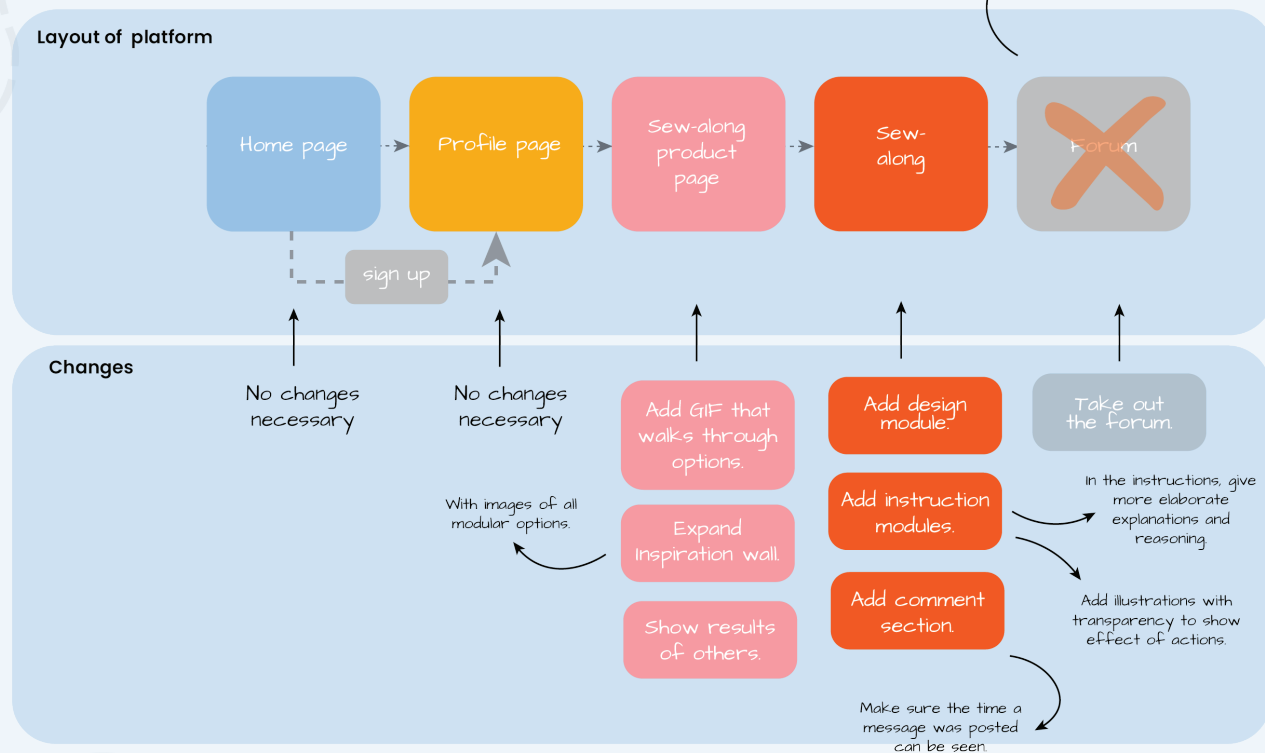 Layout of platform
Home page
Profile page
Sew-along
product
page
Sew-
along
Forum
sign up
Changes
No changes
necessary
No changes
necessary
Add GIF that
walks through
options.
With images of all
modular options.
Expand
Inspiration wall.
Show results
of others.
Add design
module.
Add instruction
modules.
Add comment
section.
Make sure the time a
message was posted
can be seen.
Take out
the forum.
In the instructions, give
more elaborate
explanations and
reasoning.
Add illustrations with
transparency to show
effect of actions.